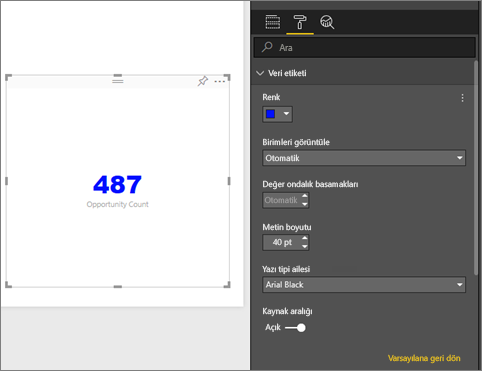 487
Opportunity Count
Ara
Veri etiketi
Renk
Birimleri görüntüle
Otomatik
Değer ondalık basamakları
Otomatik
Metin boyutu
40 pt
Yazı tipi ailesi
Arial Black
Kaynak aralığı
Açık
Varsayılana geri dön